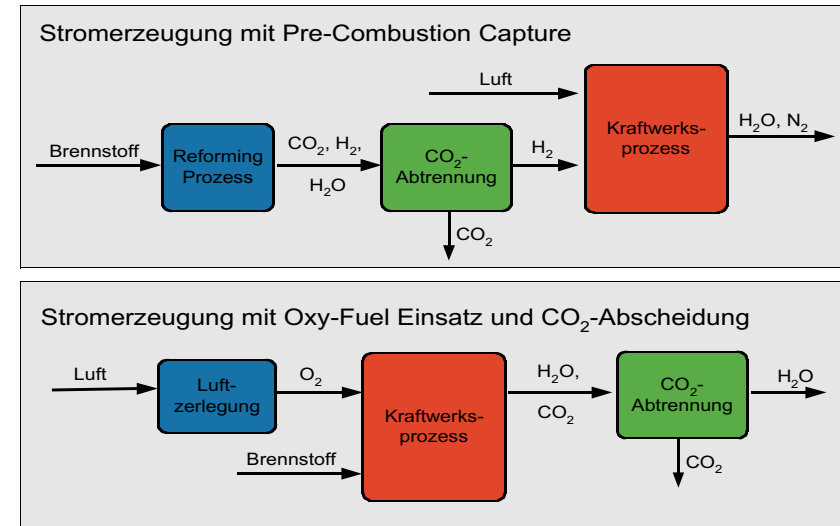 Stromerzeugung mit Pre-Combustion Capture
Luft
Brennstoff
Reforming
Prozess
CO₂, H₂,
H₂O
CO₂-
Abtrennung
H₂
Kraftwerks-
prozess
H₂O, N₂
CO₂
Stromerzeugung mit Oxy-Fuel Einsatz und CO₂-Abscheidung
Luft
Luft-
zerlegung
O₂
Brennstoff
Kraftwerks-
prozess
H₂O,
CO₂
CO₂-
Abtrennung
H₂O
CO₂